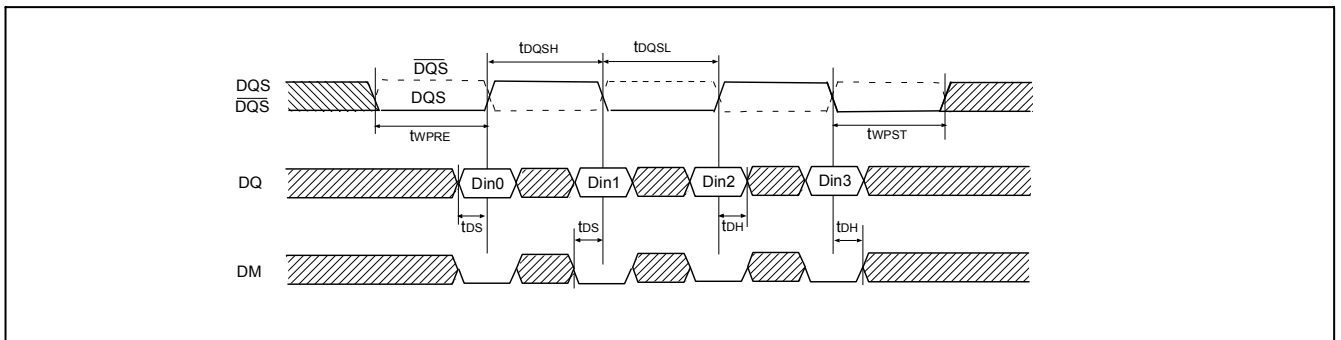 tDQSH
tDQSL
DQS
DQS
DQS
DQS
tWPRE
tWPST
DQ
Din0
Din1
Din2
Din3
tDS
tDS
tDH
tDH
DM